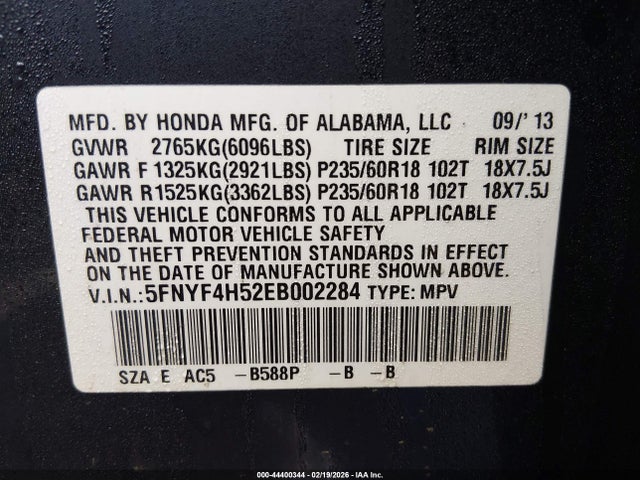 MFD. BY HONDA MFG. OF ALABAMA, LLC 09/'13
GVWR 2765KG(6096LBS) TIRE SIZE RIM SIZE
GAWR F 1325KG(2921LBS) P235/60R18 102T 18X7.5J
GAWR R 1525KG(3362LBS) P235/60R18 102T 18X7.5J
THIS VEHICLE CONFORMS TO ALL APPLICABLE
FEDERAL MOTOR VEHICLE SAFETY
AND THEFT PREVENTION STANDARDS IN EFFECT
ON THE DATE OF MANUFACTURE SHOWN ABOVE.
V.I.N.:5FNYF4H52EB002284 TYPE: MPV
SZA E AC5 -B588P -B -B
000-44400344 - 02/19/2026 - IAA Inc.